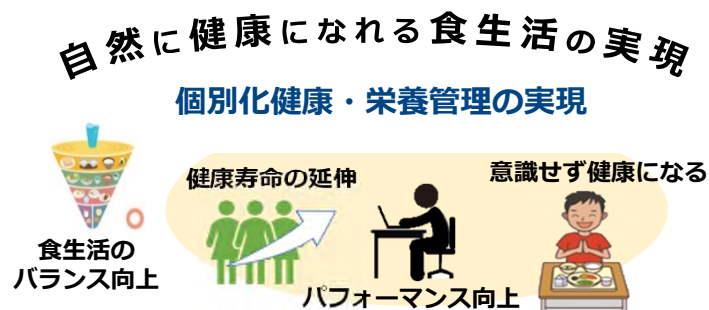 自然に健康になれる食生活の実現
個別化健康・栄養管理の実現
健康寿命の延伸
意識せず健康になる
食生活の
バランス向上
パフォーマンス向上